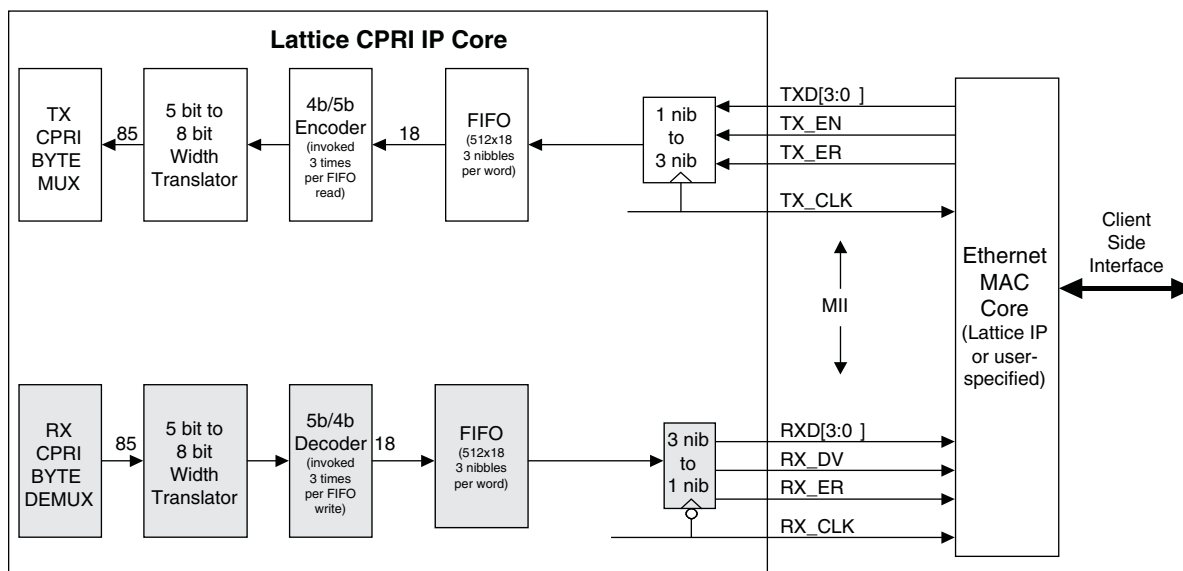 Lattice CPRI IP Core
TX
CPRI
BYTE
MUX
85
5 bit to
8 bit
Width
Translator
4b/5b
Encoder
(invoked
3 times
per FIFO
read)
18
FIFO
(512x18
3 nibbles
per word)
1 nib
to
3 nib
TXD[3:0 ]
TX_EN
TX_ER
TX_CLK
MII
Ethernet
MAC
Core
(Lattice IP
or user-
specified)
Client
Side
Interface
RX
CPRI
BYTE
DEMUX
85
5 bit to
8 bit
Width
Translator
5b/4b
Decoder
(invoked
3 times
per FIFO
write)
18
FIFO
(512x18
3 nibbles
per word)
3 nib
to
1 nib
RXD[3:0 ]
RX_DV
RX_ER
RX_CLK